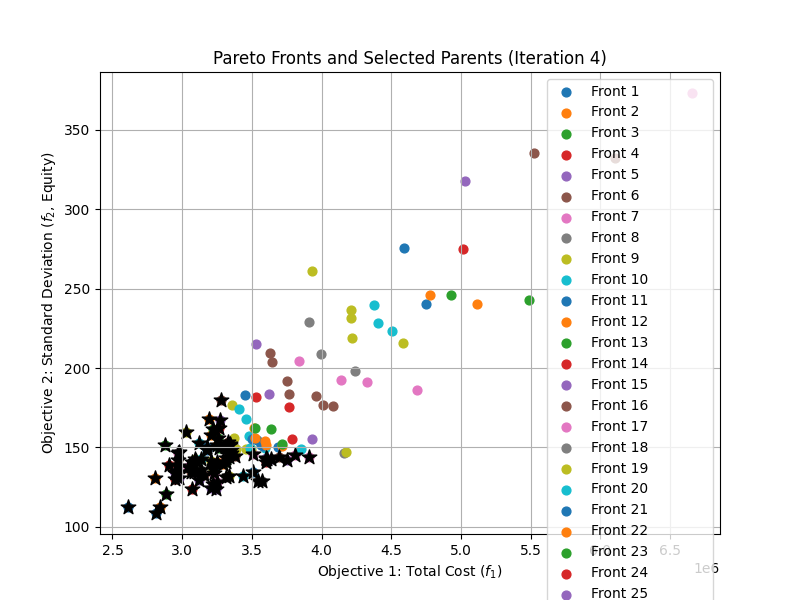 Pareto Fronts and Selected Parents (Iteration 4)
Objective 2: Standard Deviation (f₂, Equity)
350
300
250
200
150
100
2.5
3.0
3.5
4.0
4.5
5.0
5.5
6.0
6.5
1e6
Objective 1: Total Cost (f₁)
Front 1
Front 2
Front 3
Front 4
Front 5
Front 6
Front 7
Front 8
Front 9
Front 10
Front 11
Front 12
Front 13
Front 14
Front 15
Front 16
Front 17
Front 18
Front 19
Front 20
Front 21
Front 22
Front 23
Front 24
Front 25